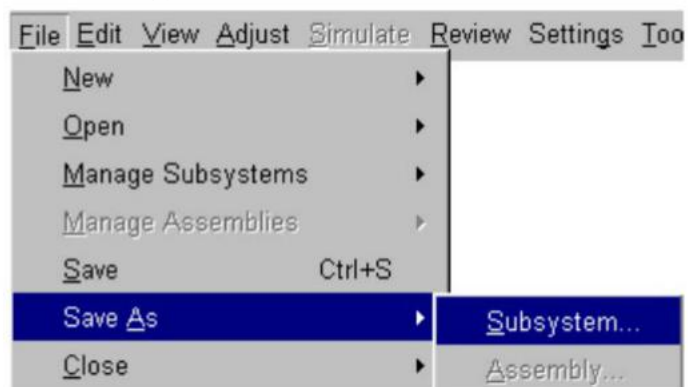 File Edit View Adjust Simulate Review Settings Too
New
Open
Manage Subsystems
Manage Assemblies
Save Ctrl+S
Save As Subsystem...
Close Assembly...